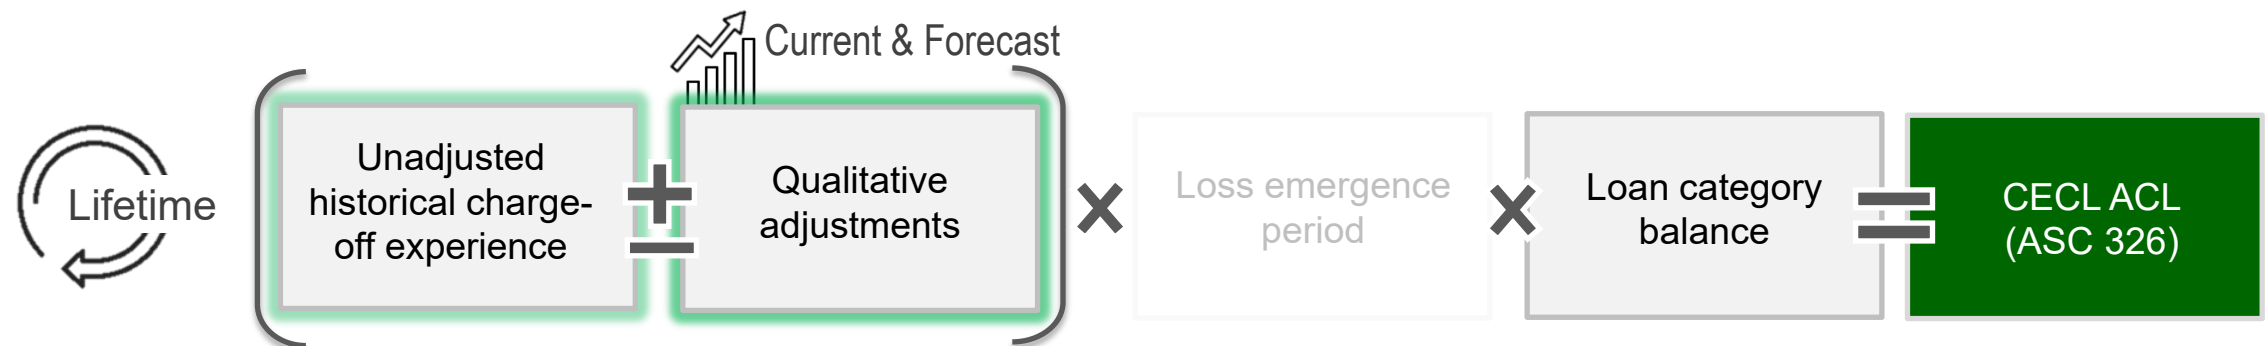 Current & Forecast
Lifetime
Unadjusted
historical charge-
off experience
+
−
Qualitative
adjustments
×
Loss emergence
period
×
Loan category
balance
=
CECL ACL
(ASC 326)